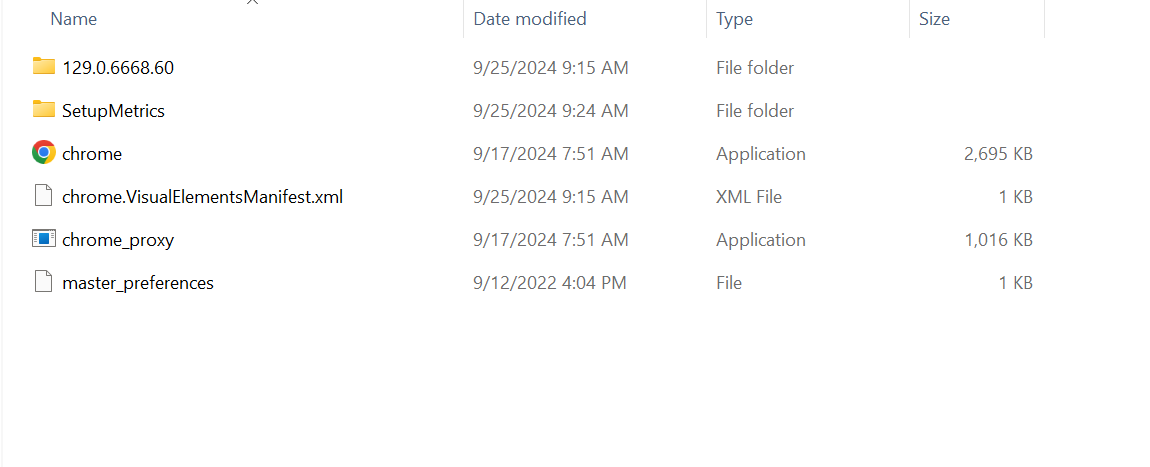 Name Date modified Type Size
129.0.6668.60 9/25/2024 9:15 AM File folder
SetupMetrics 9/25/2024 9:24 AM File folder
chrome 9/17/2024 7:51 AM Application 2,695 KB
chrome.VisualElementsManifest.xml 9/25/2024 9:15 AM XML File 1 KB
chrome_proxy 9/17/2024 7:51 AM Application 1,016 KB
master_preferences 9/12/2022 4:04 PM File 1 KB